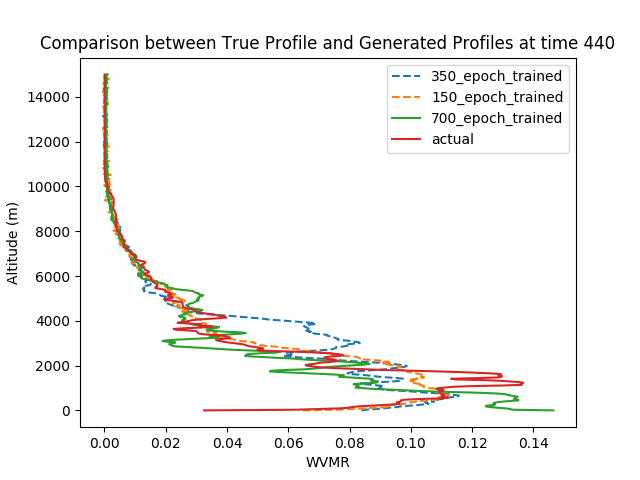 Comparison between True Profile and Generated Profiles at time 440
350_epoch_trained
150_epoch_trained
700_epoch_trained
actual
14000
12000
10000
8000
6000
4000
2000
0
Altitude (m)
0.00 0.02 0.04 0.06 0.08 0.10 0.12 0.14
WVMR